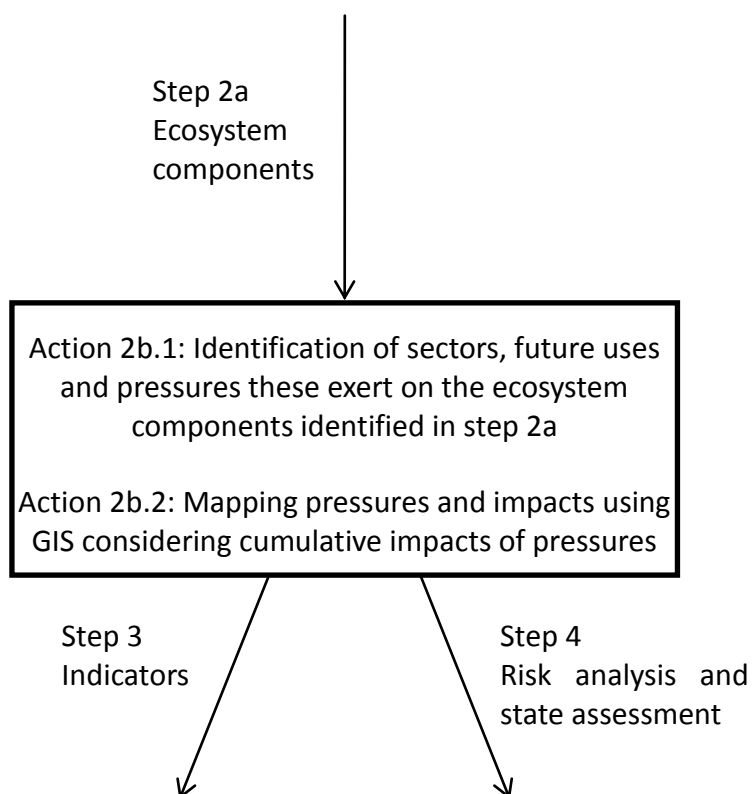 Step 2a
Ecosystem
components
Action 2b.1: Identification of sectors, future uses
and pressures these exert on the ecosystem
components identified in step 2a
Action 2b.2: Mapping pressures and impacts using
GIS considering cumulative impacts of pressures
Step 3
Indicators
Step 4
Risk analysis and
state assessment